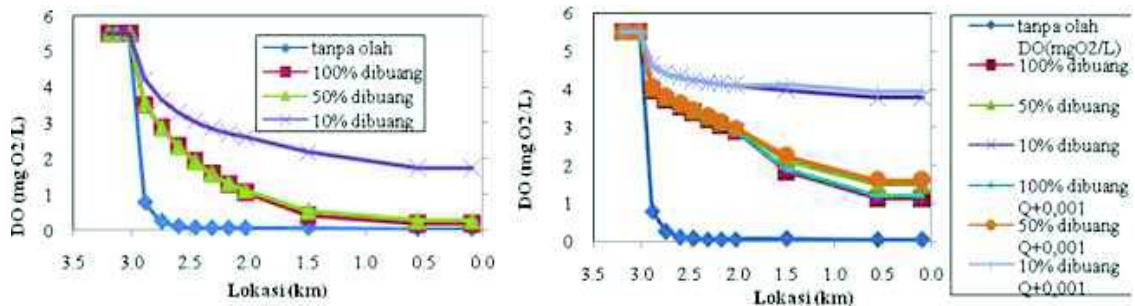 6
5
4
3
2
1
0
DO (mg O2/L)
tanpa olah
100% dibuang
50% dibuang
10% dibuang
3.5 3.0 2.5 2.0 1.5 1.0 0.5 0.0
Lokasi (km)
6
5
4
3
2
1
0
DO (mg O2/L)
3.5 3.0 2.5 2.0 1.5 1.0 0.5 0.0
Lokasi (km)
tanpa olah
DO(mgO2/L)
100% dibuang
50% dibuang
10% dibuang
100% dibuang
Q+0,001
50% dibuang
Q+0,001
10% dibuang
Q+0,001